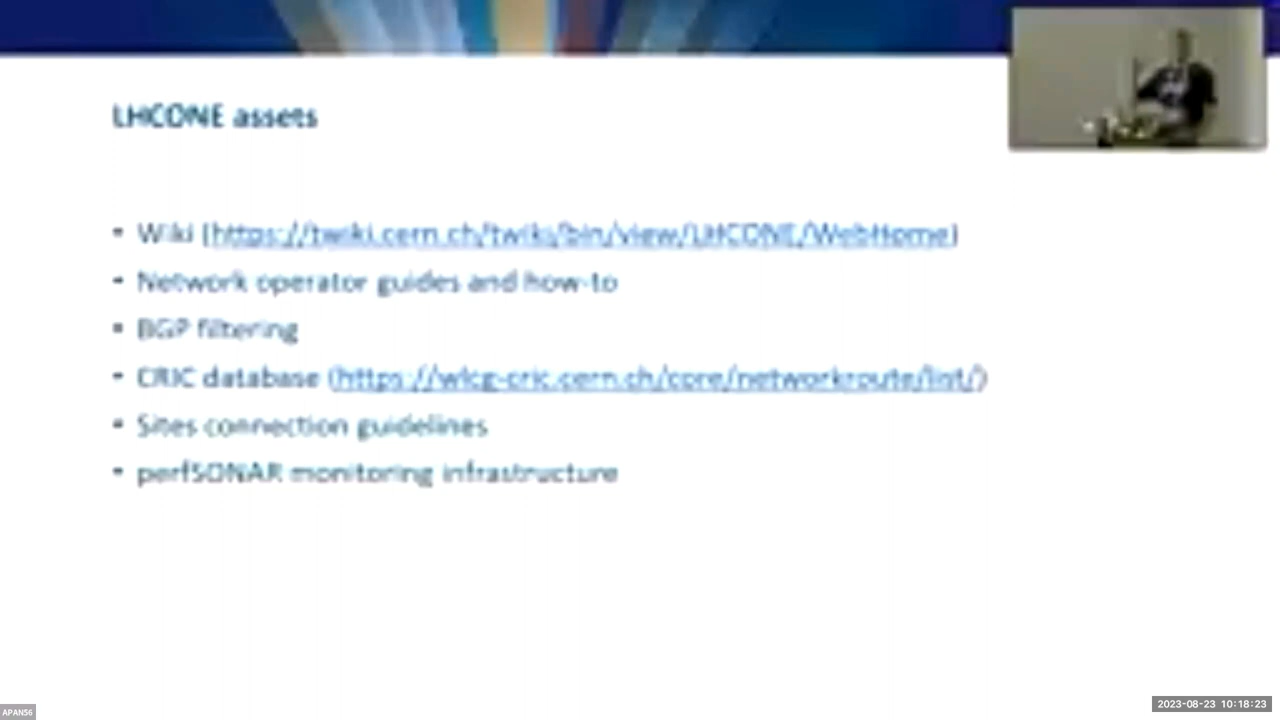 LHCONE assets
• Wiki (https://twiki.cern.ch/twiki/bin/view/LHCONE/WebHome)
• Network operator guides and how-to
• BGP filtering
• CRIC database (https://wlcg-cric.cern.ch/core/networkroute/list/)
• Sites connection guidelines
• perfSONAR monitoring infrastructure
APAN56
2023-08-23 10:18:23